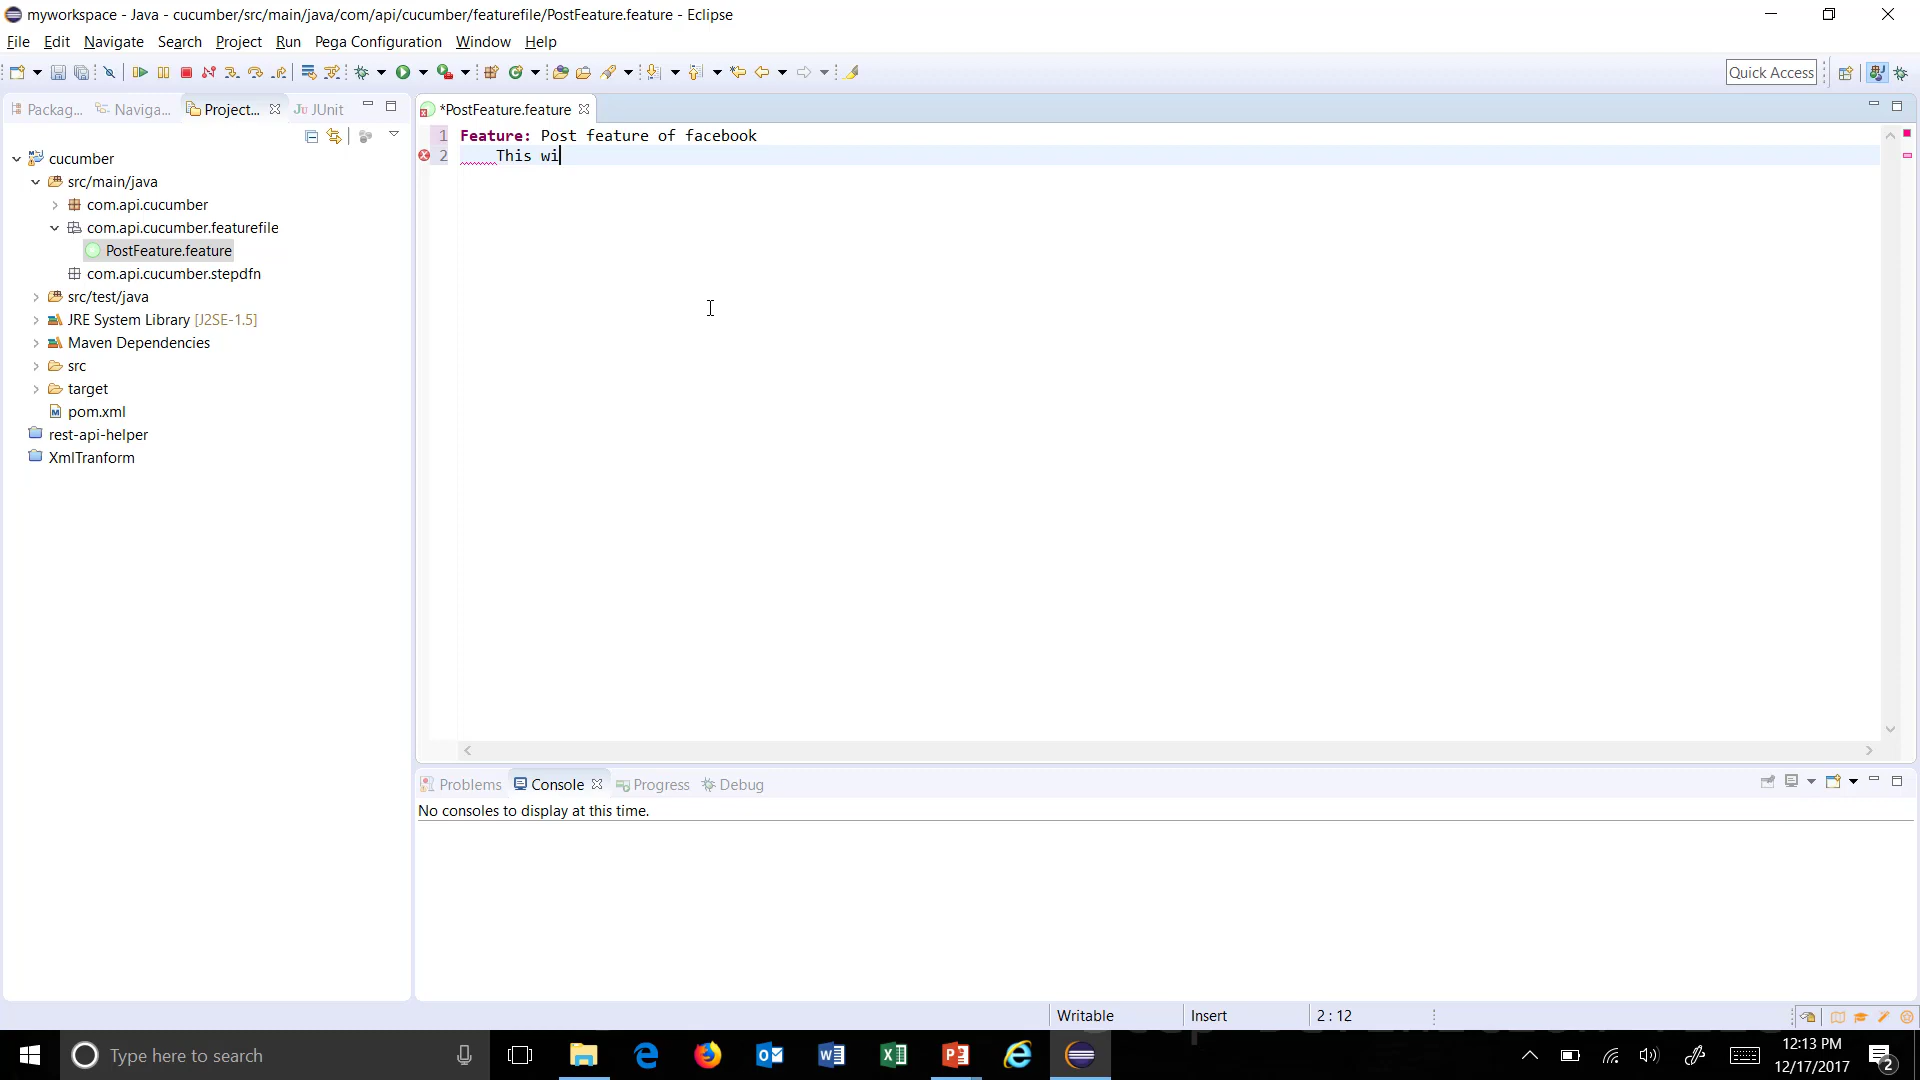 myworkspace - Java - cucumber/src/main/java/com/api/cucumber/featurefile/PostFeature.feature - Eclipse
File Edit Navigate Search Project Run Pega Configuration Window Help
Quick Access
Packag... Naviga... Project... JUnit
*PostFeature.feature
1 Feature: Post feature of facebook
2 This wi
cucumber
src/main/java
com.api.cucumber
com.api.cucumber.featurefile
PostFeature.feature
com.api.cucumber.stepdfn
src/test/java
JRE System Library [J2SE-1.5]
Maven Dependencies
src
target
pom.xml
rest-api-helper
XmlTranform
Problems Console Progress Debug
No consoles to display at this time.
Writable Insert 2 : 12
Type here to search
12:13 PM
12/17/2017
2